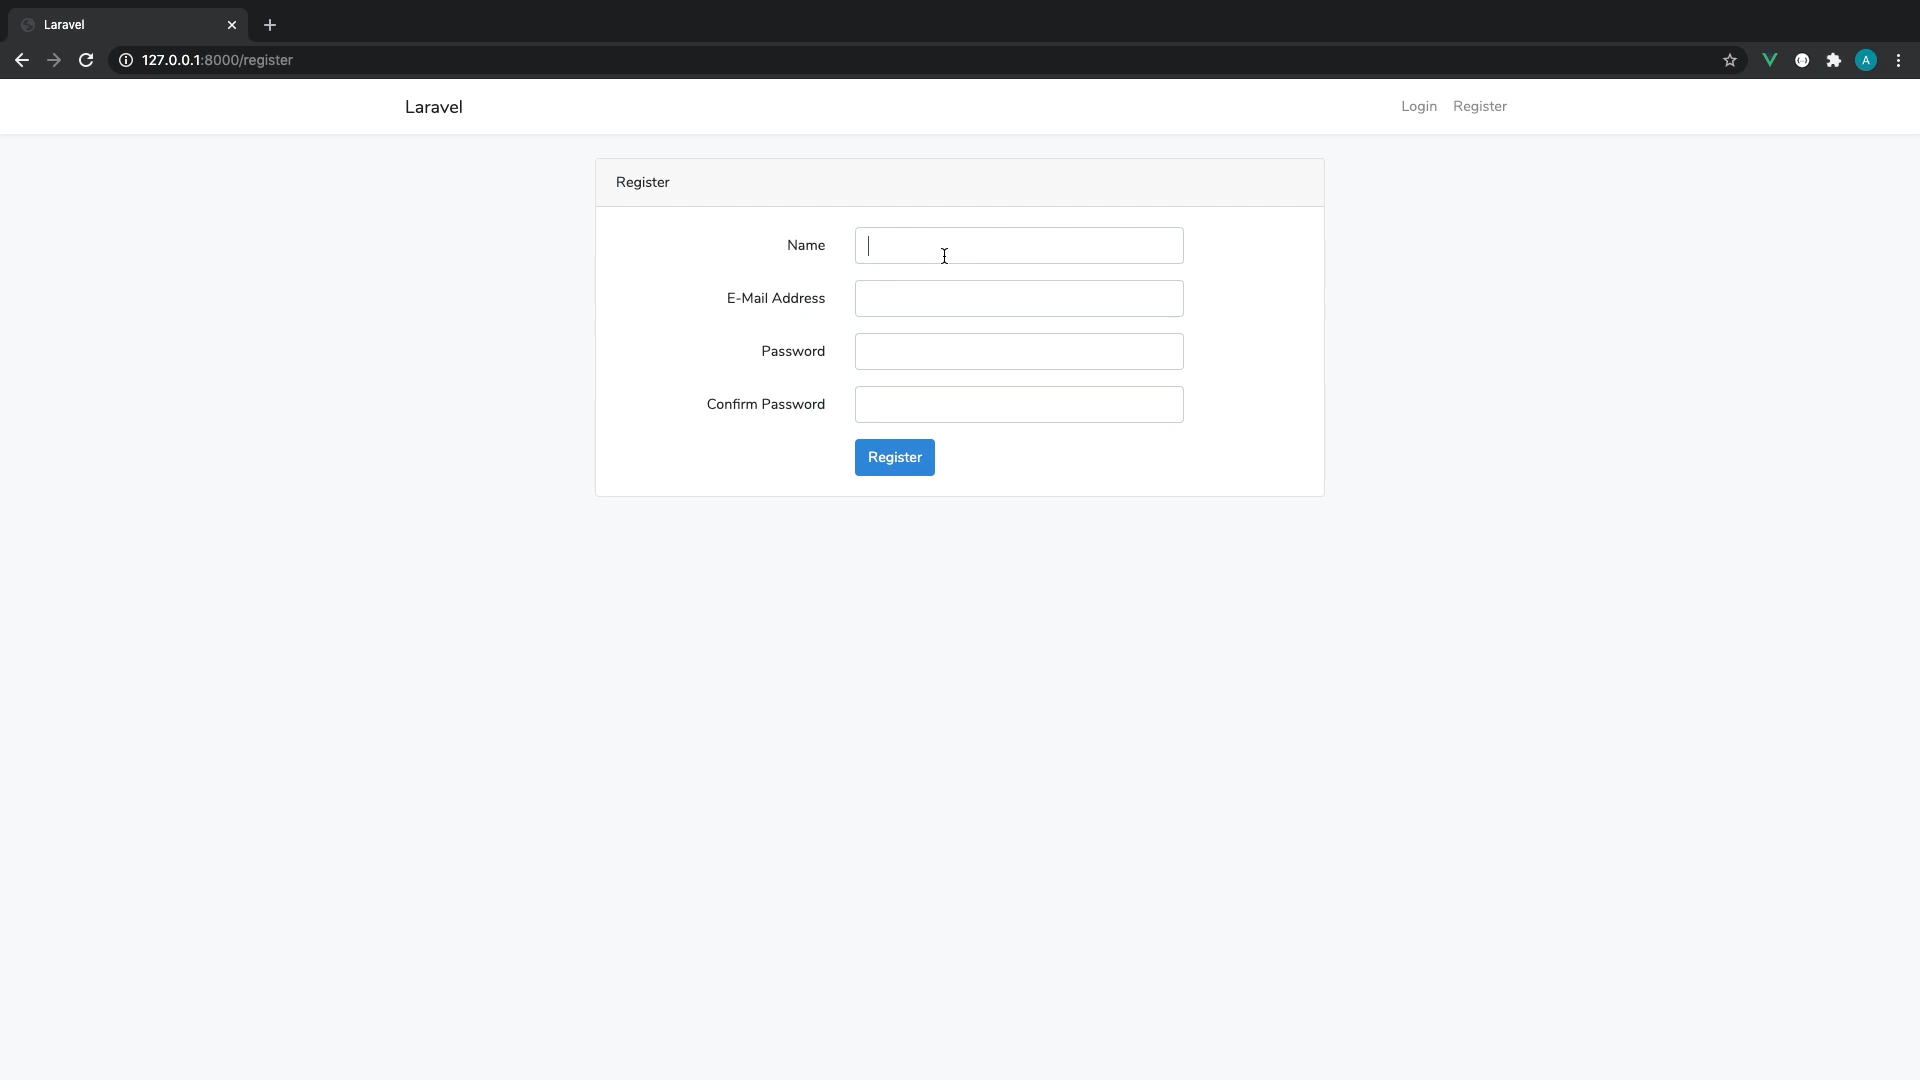 Laravel
127.0.0.1:8000/register
A
Laravel
Login Register
Register
Name
E-Mail Address
Password
Confirm Password
Register